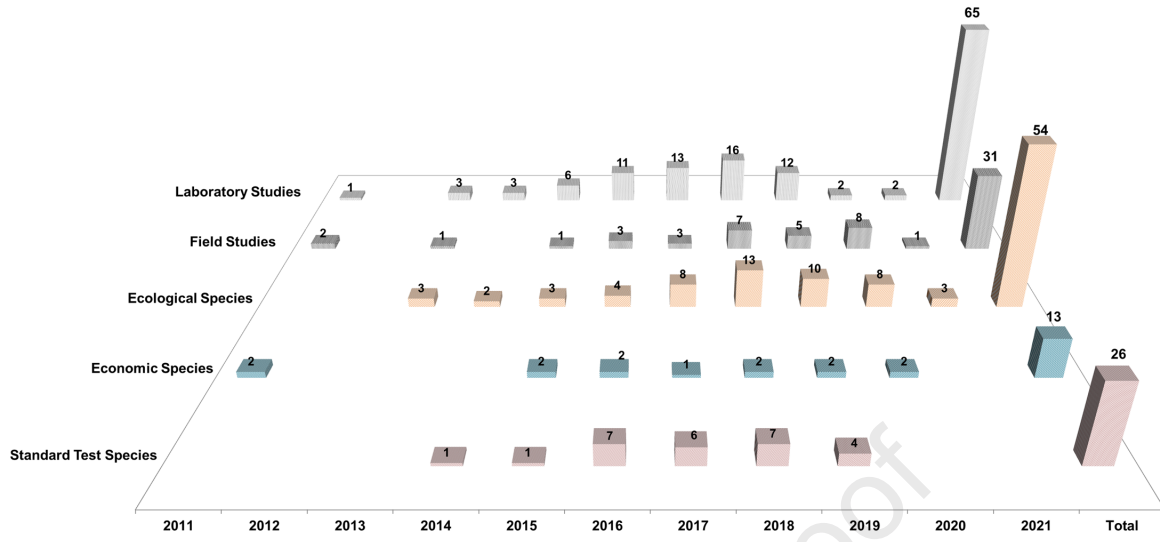 65
54
16
31
13
12
11
Laboratory Studies 1 3 3 6 2 2
Field Studies 2 1 1 3 3 7 5 8 1
Ecological Species 3 2 3 4 8 13 10 8 3
13
Economic Species 2 2 2 1 2 2 2
26
Standard Test Species 1 1 7 6 7 4
2011 2012 2013 2014 2015 2016 2017 2018 2019 2020 2021 Total
oof